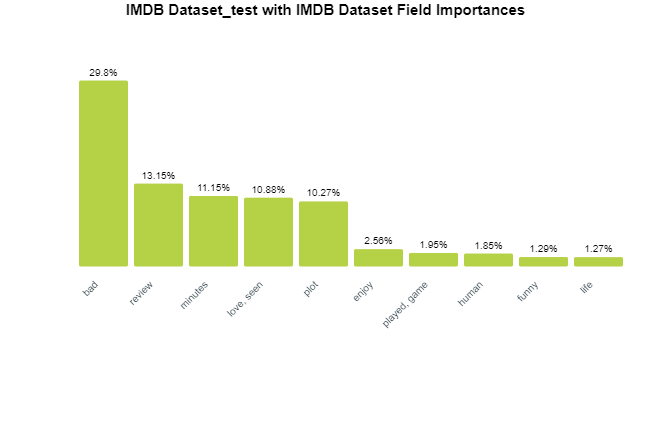 IMDB Dataset_test with IMDB Dataset Field Importances
29.8%
13.15%
11.15%
10.88%
10.27%
2.56%
1.95%
1.85%
1.29%
1.27%
bad
review
minutes
love, seen
plot
enjoy
played, game
human
funny
life